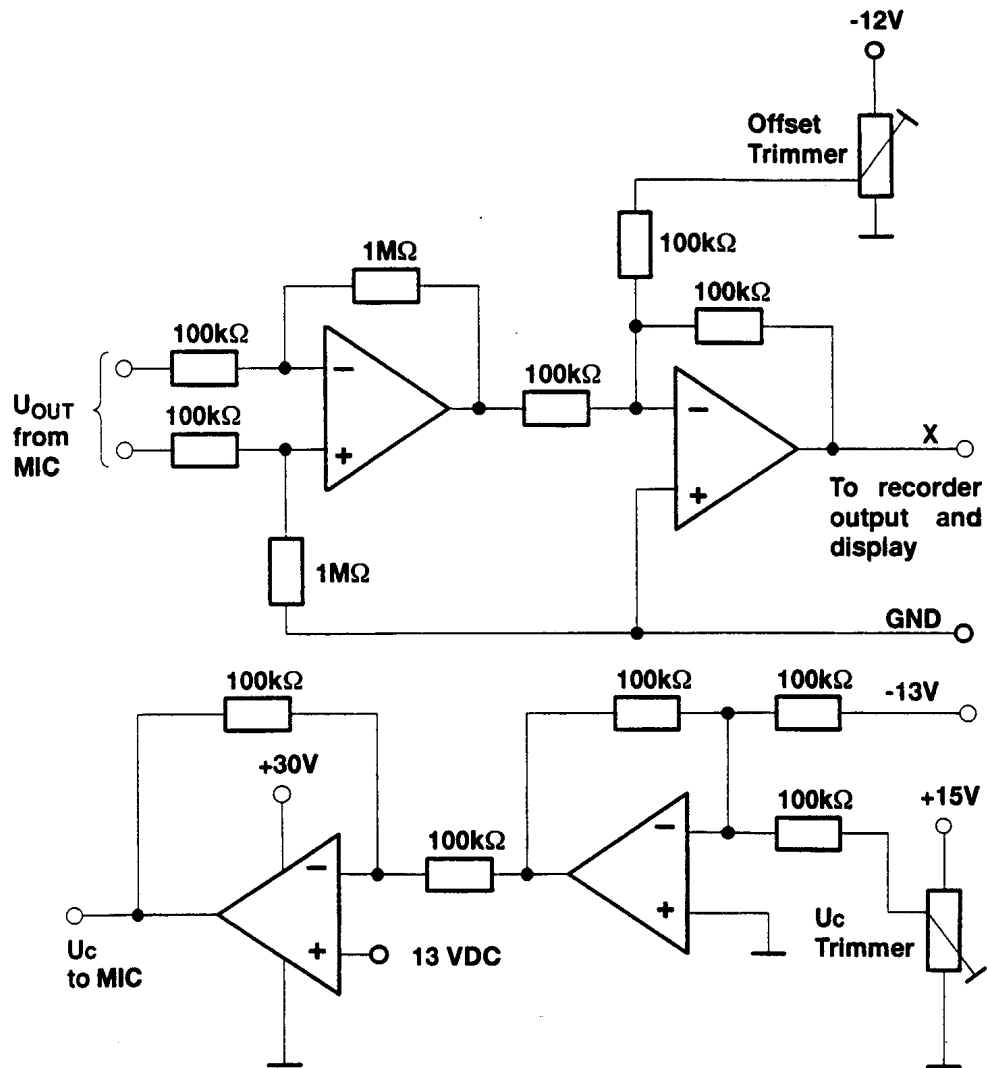 -12V
Offset
Trimmer
100kΩ
1MΩ
100kΩ
100kΩ
100kΩ
UOUT
from
MIC
100kΩ
−
+
−
+
X
To recorder
output and
display
1MΩ
GND
100kΩ
100kΩ
100kΩ
-13V
+30V
100kΩ
+15V
100kΩ
−
+
−
+
13 VDC
Uc
to MIC
Uc
Trimmer